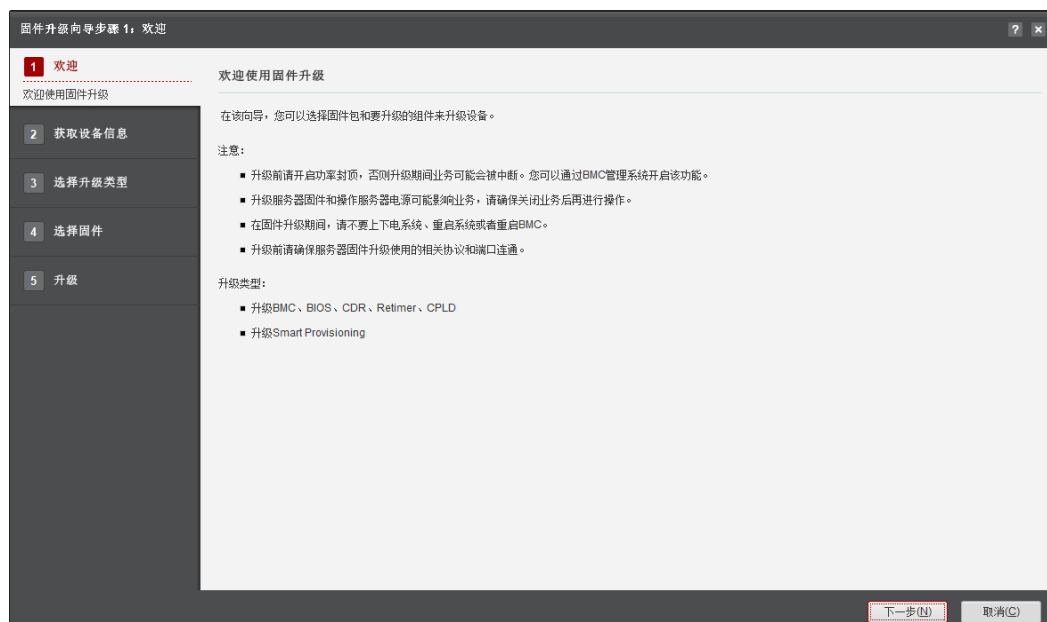 固件升级向导步骤 1：欢迎
? ×
1 欢迎
欢迎使用固件升级
2 获取设备信息
3 选择升级类型
4 选择固件
5 升级
欢迎使用固件升级
在该向导，您可以选择固件包和要升级的组件来升级设备。
注意：
■ 升级前请开启功率封顶，否则升级期间业务可能会被中断。您可以通过BMC管理系统开启该功能。
■ 升级服务器固件和操作服务器电源可能影响业务，请确保关闭业务后再进行操作。
■ 在固件升级期间，请不要上下电系统、重启系统或者重启BMC。
■ 升级前请确保服务器固件升级使用的相关协议和端口连通。
升级类型：
■ 升级BMC、BIOS、CDR、Retimer、CPLD
■ 升级Smart Provisioning
下一步(N)
取消(C)